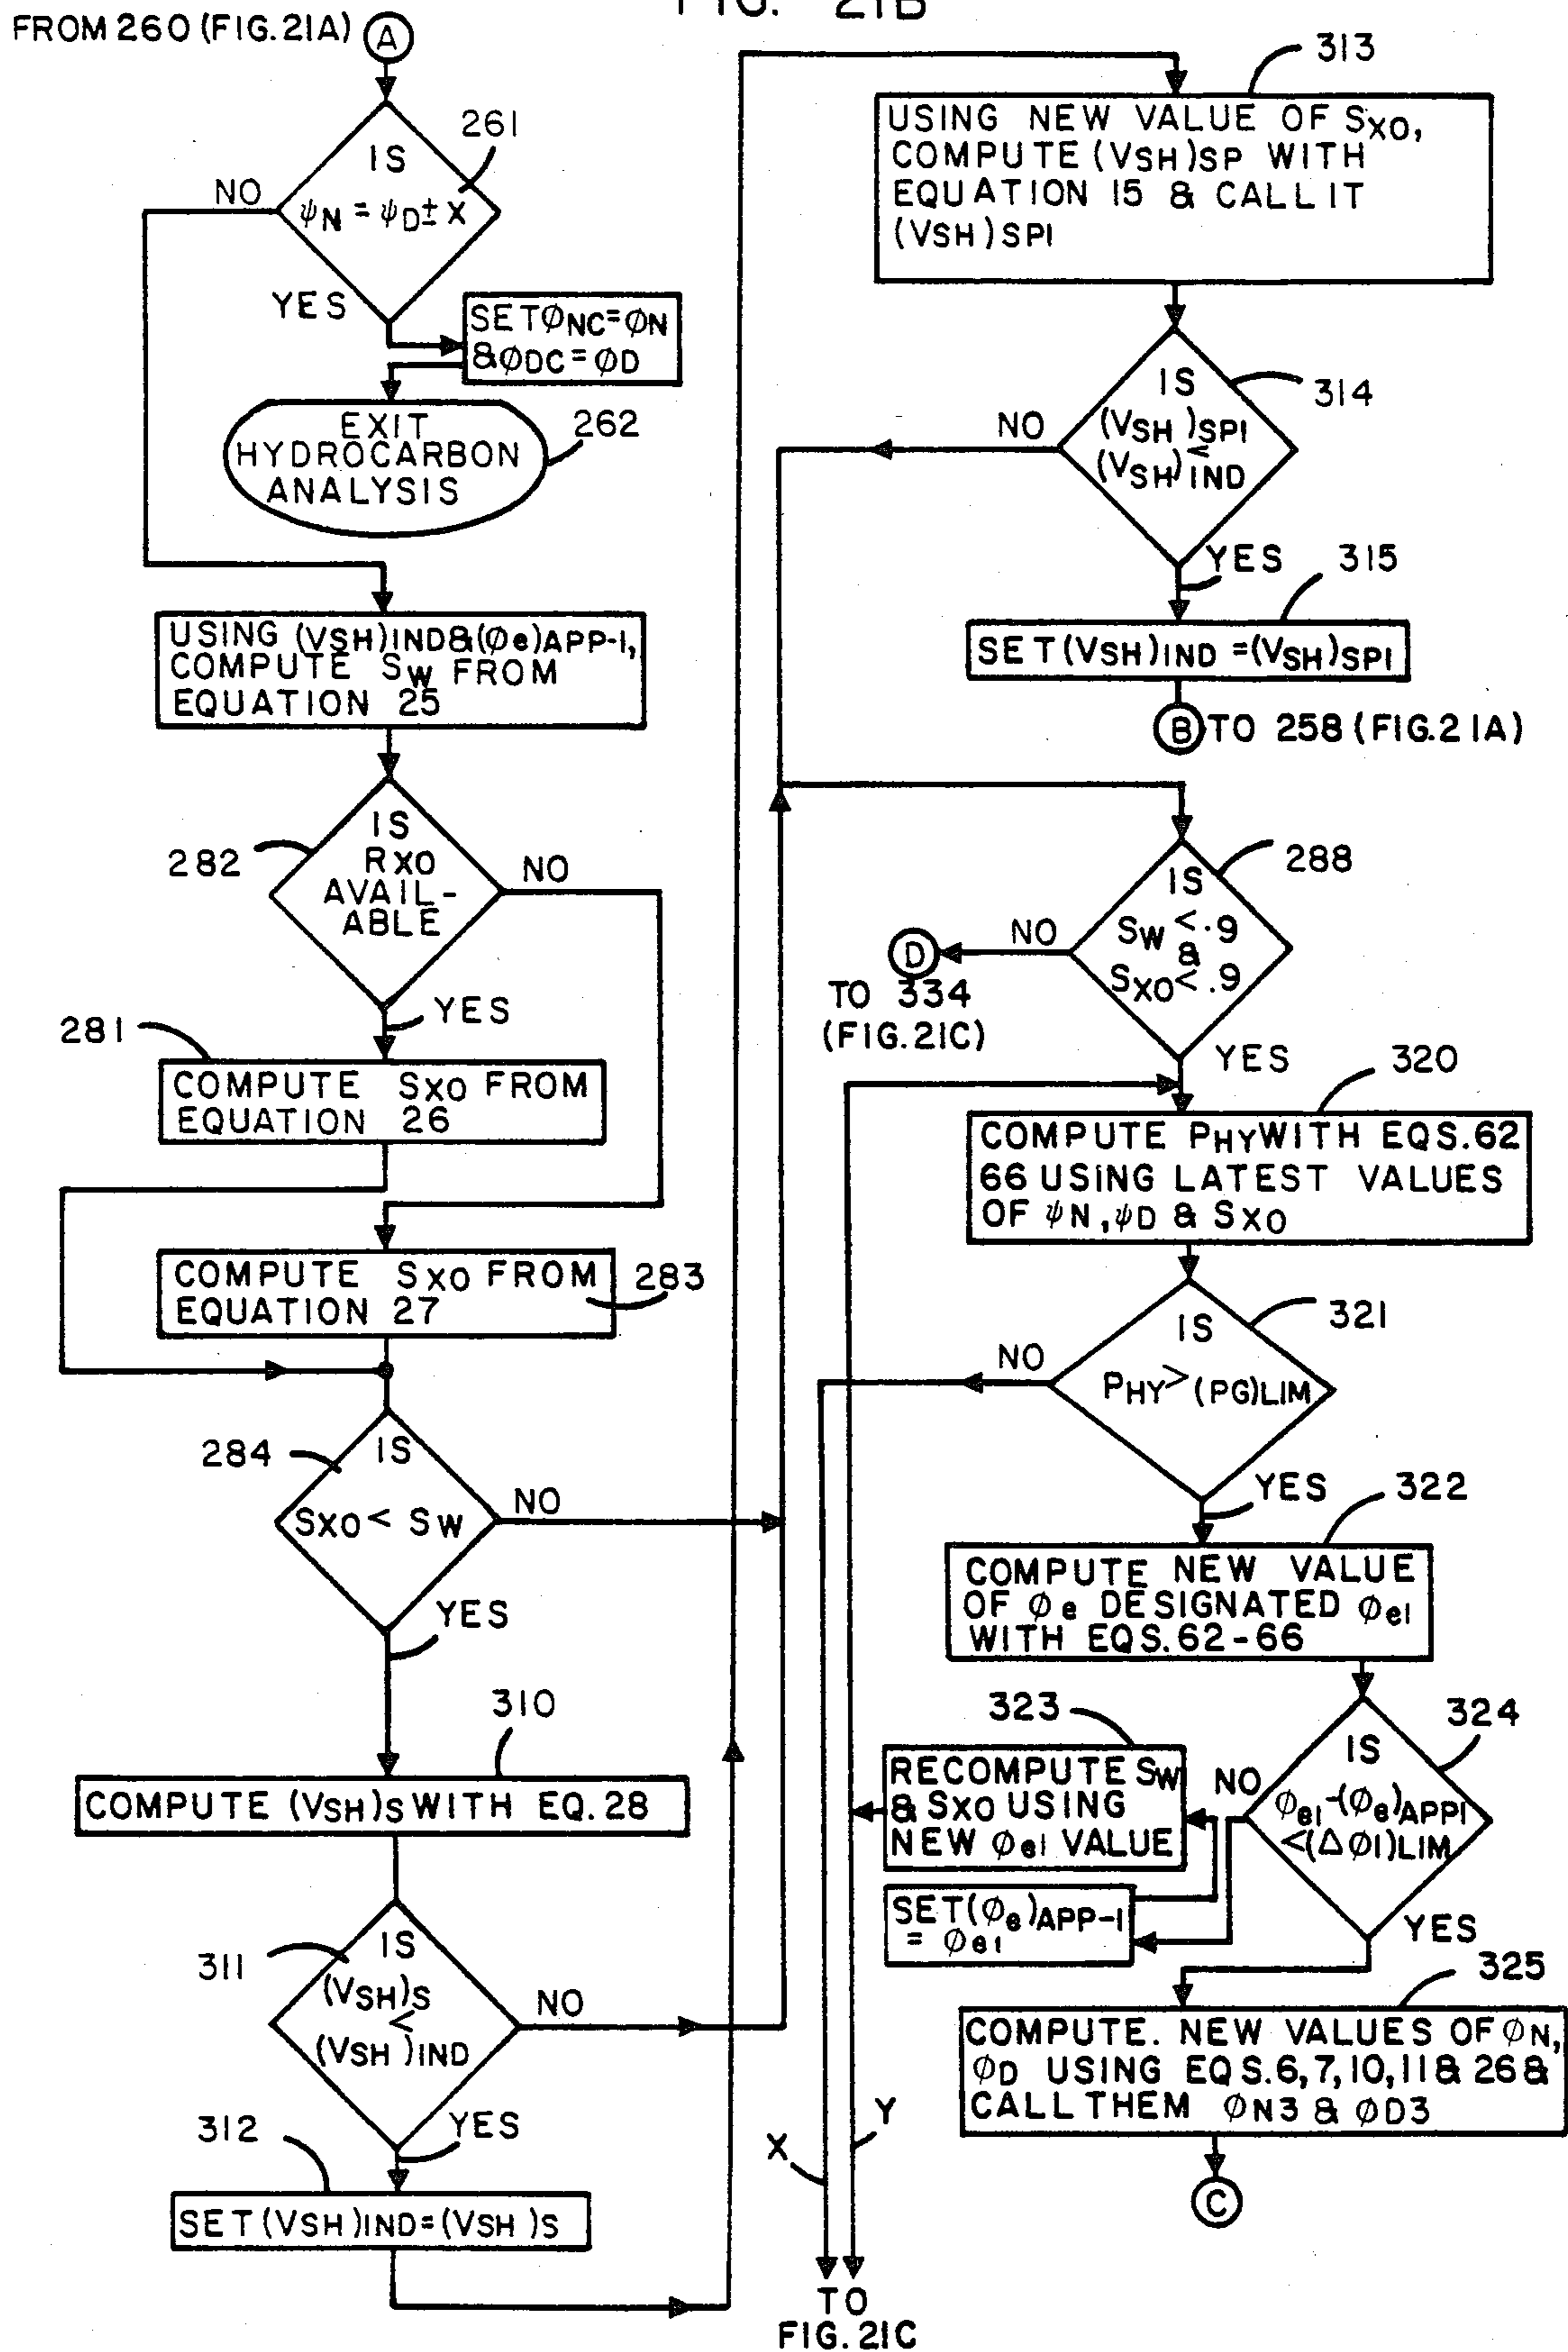 FIG. 21B
FROM 260 (FIG.21A) A
261
IS
ψN = ψD ± X
NO
YES
SET ØNC = ØN
& ØDC = ØD
EXIT
HYDROCARBON
ANALYSIS
262
USING (VSH)IND & (Øe)APP-1,
COMPUTE SW FROM
EQUATION 25
282
IS
RXO
AVAIL-
ABLE
NO
YES
281
COMPUTE SXO FROM
EQUATION 26
COMPUTE SXO FROM
EQUATION 27
283
284
IS
SXO < SW
NO
YES
310
COMPUTE (VSH)S WITH EQ. 28
311
IS
(VSH)S
<
(VSH)IND
NO
YES
312
SET (VSH)IND = (VSH)S
313
USING NEW VALUE OF SXO,
COMPUTE (VSH)SP WITH
EQUATION 15 & CALL IT
(VSH)SP1
314
IS
(VSH)SP1
≤
(VSH)IND
NO
YES
315
SET (VSH)IND = (VSH)SP1
B TO 258 (FIG.21A)
288
IS
SW < .9
&
SXO < .9
NO
D
TO 334
(FIG.21C)
YES
320
COMPUTE PHY WITH EQS. 62
66 USING LATEST VALUES
OF ψN, ψD & SXO
321
IS
PHY > (PG)LIM
NO
YES
322
COMPUTE NEW VALUE
OF Øe DESIGNATED Øe1
WITH EQS. 62-66
323
RECOMPUTE SW
& SXO USING
NEW Øe1 VALUE
324
IS
Øe1 - (Øe)APP1
< (ΔØ1)LIM
NO
YES
SET (Øe)APP-1
= Øe1
325
COMPUTE. NEW VALUES OF ØN,
ØD USING EQS. 6, 7, 10, 11 & 26 &
CALL THEM ØN3 & ØD3
C
X
Y
TO
FIG. 21C